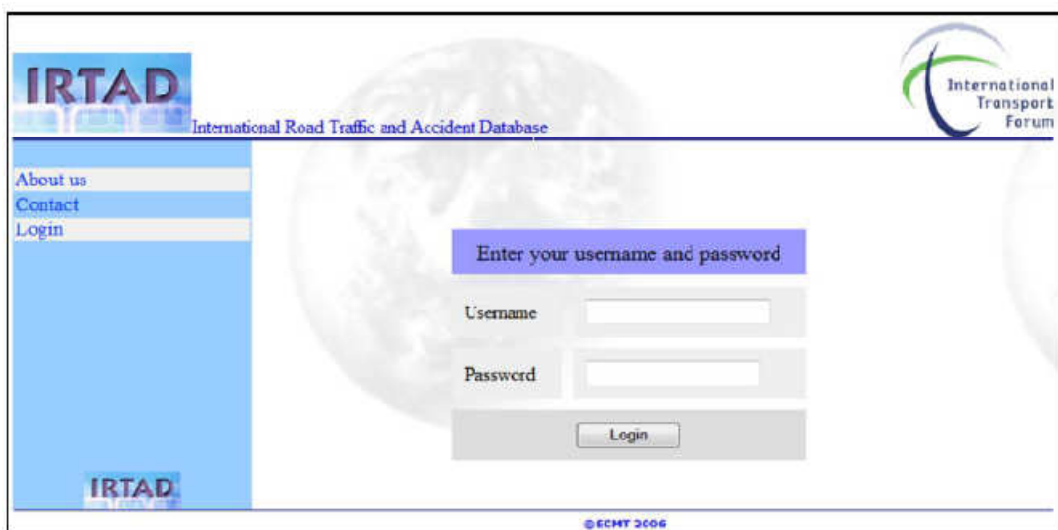 IRTAD
International Road Traffic and Accident Database
International
Transport
Forum
About us
Contact
Login
Enter your username and password
Username
Password
Login
IRTAD
©ECMT 2006